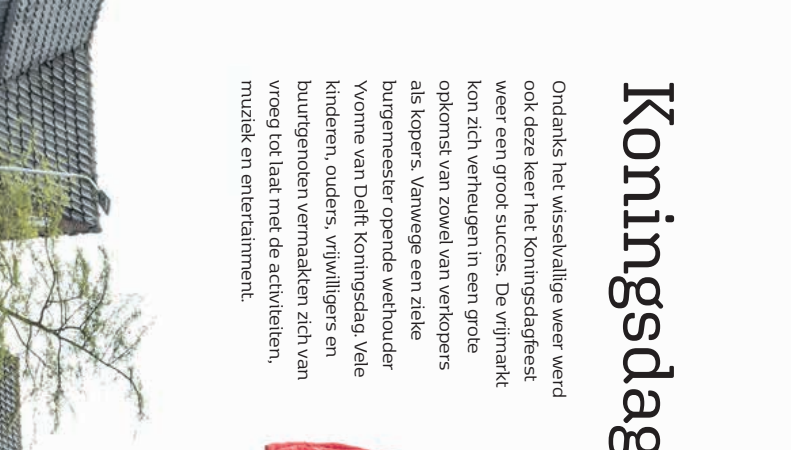 Koningsdag
Ondanks het wisselvallige weer werd
ook deze keer het Koningsdagfeest
weer een groot succes. De vrijmarkt
kon zich verheugen in een grote
opkomst van zowel van verkopers
als kopers. Vanwege een zieke
burgemeester opende wethouder
Yvonne van Delft Koningsdag. Vele
kinderen, ouders, vrijwilligers en
buurtgenoten vermaakten zich van
vroeg tot laat met de activiteiten,
muziek en entertainment.